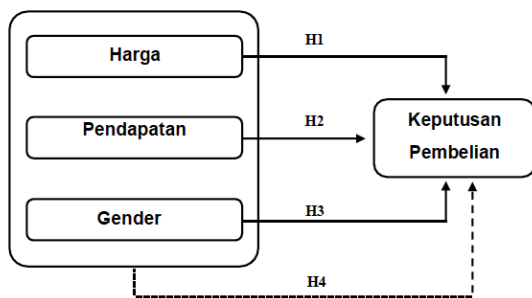 H1
Harga
Pendapatan
H2
Keputusan
Pembelian
Gender
H3
H4